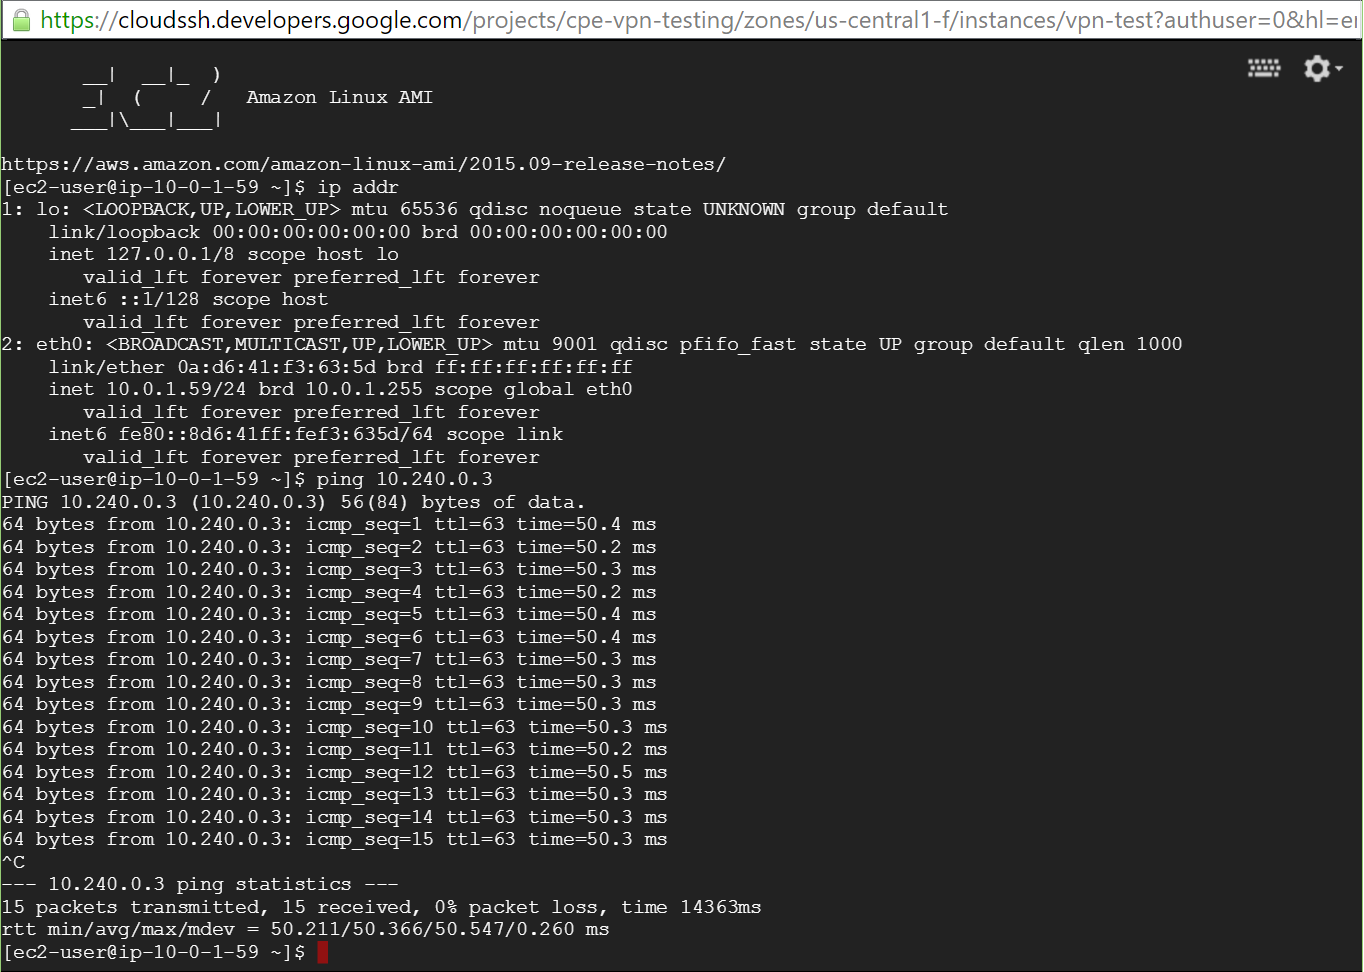 https://cloudssh.developers.google.com/projects/cpe-vpn-testing/zones/us-central1-f/instances/vpn-test?authuser=0&hl=en
       __|  __|_  )
       _|  (     /   Amazon Linux AMI
      ___|\___|___|
https://aws.amazon.com/amazon-linux-ami/2015.09-release-notes/
[ec2-user@ip-10-0-1-59 ~]$ ip addr
1: lo: <LOOPBACK,UP,LOWER_UP> mtu 65536 qdisc noqueue state UNKNOWN group default
    link/loopback 00:00:00:00:00:00 brd 00:00:00:00:00:00
    inet 127.0.0.1/8 scope host lo
       valid_lft forever preferred_lft forever
    inet6 ::1/128 scope host
       valid_lft forever preferred_lft forever
2: eth0: <BROADCAST,MULTICAST,UP,LOWER_UP> mtu 9001 qdisc pfifo_fast state UP group default qlen 1000
    link/ether 0a:d6:41:f3:63:5d brd ff:ff:ff:ff:ff:ff
    inet 10.0.1.59/24 brd 10.0.1.255 scope global eth0
       valid_lft forever preferred_lft forever
    inet6 fe80::8d6:41ff:fef3:635d/64 scope link
       valid_lft forever preferred_lft forever
[ec2-user@ip-10-0-1-59 ~]$ ping 10.240.0.3
PING 10.240.0.3 (10.240.0.3) 56(84) bytes of data.
64 bytes from 10.240.0.3: icmp_seq=1 ttl=63 time=50.4 ms
64 bytes from 10.240.0.3: icmp_seq=2 ttl=63 time=50.2 ms
64 bytes from 10.240.0.3: icmp_seq=3 ttl=63 time=50.3 ms
64 bytes from 10.240.0.3: icmp_seq=4 ttl=63 time=50.2 ms
64 bytes from 10.240.0.3: icmp_seq=5 ttl=63 time=50.4 ms
64 bytes from 10.240.0.3: icmp_seq=6 ttl=63 time=50.4 ms
64 bytes from 10.240.0.3: icmp_seq=7 ttl=63 time=50.3 ms
64 bytes from 10.240.0.3: icmp_seq=8 ttl=63 time=50.3 ms
64 bytes from 10.240.0.3: icmp_seq=9 ttl=63 time=50.3 ms
64 bytes from 10.240.0.3: icmp_seq=10 ttl=63 time=50.3 ms
64 bytes from 10.240.0.3: icmp_seq=11 ttl=63 time=50.2 ms
64 bytes from 10.240.0.3: icmp_seq=12 ttl=63 time=50.5 ms
64 bytes from 10.240.0.3: icmp_seq=13 ttl=63 time=50.3 ms
64 bytes from 10.240.0.3: icmp_seq=14 ttl=63 time=50.3 ms
64 bytes from 10.240.0.3: icmp_seq=15 ttl=63 time=50.3 ms
^C
--- 10.240.0.3 ping statistics ---
15 packets transmitted, 15 received, 0% packet loss, time 14363ms
rtt min/avg/max/mdev = 50.211/50.366/50.547/0.260 ms
[ec2-user@ip-10-0-1-59 ~]$